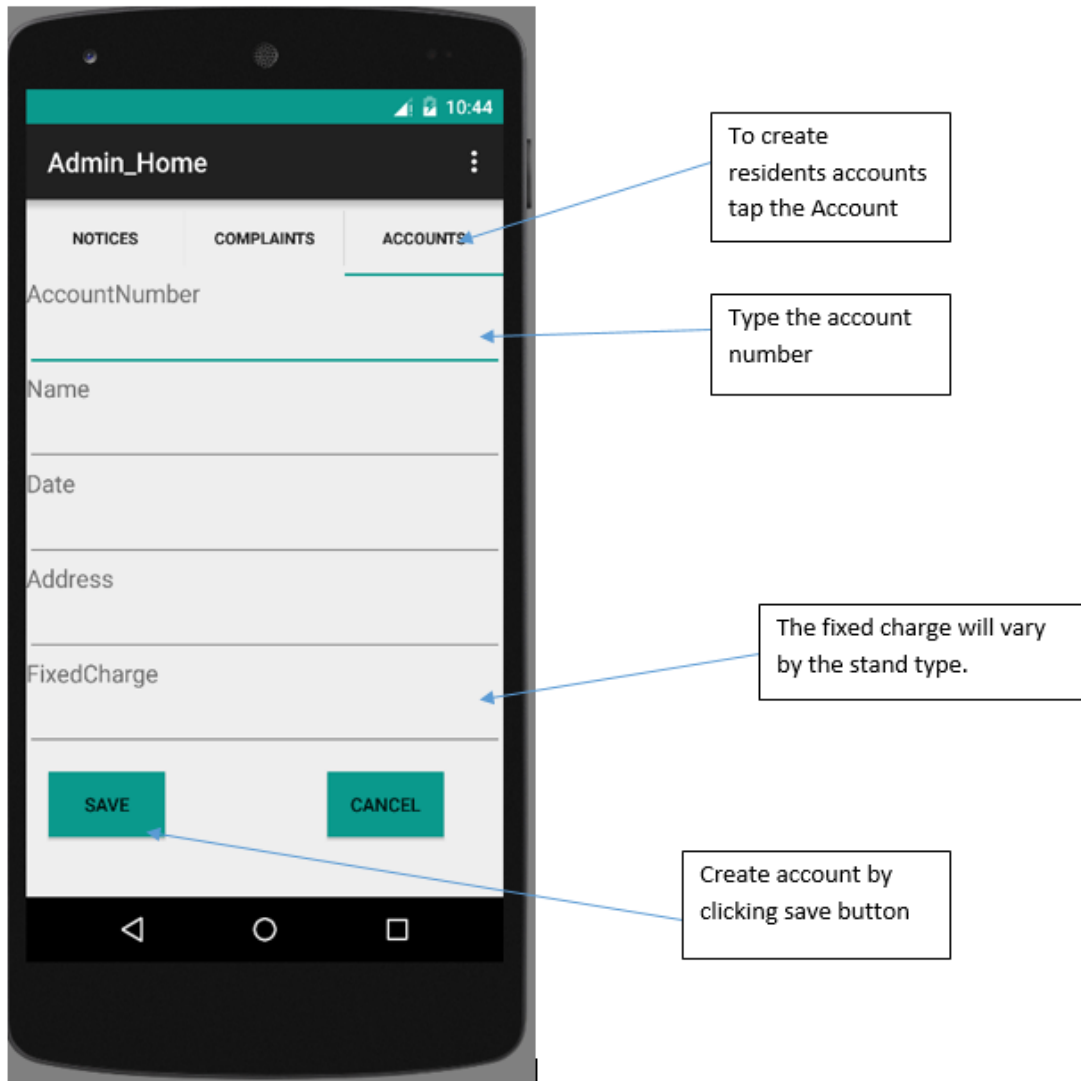 10:44
Admin_Home
NOTICES COMPLAINTS ACCOUNTS
AccountNumber
Name
Date
Address
FixedCharge
SAVE CANCEL
To create
residents accounts
tap the Account
Type the account
number
The fixed charge will vary
by the stand type.
Create account by
clicking save button